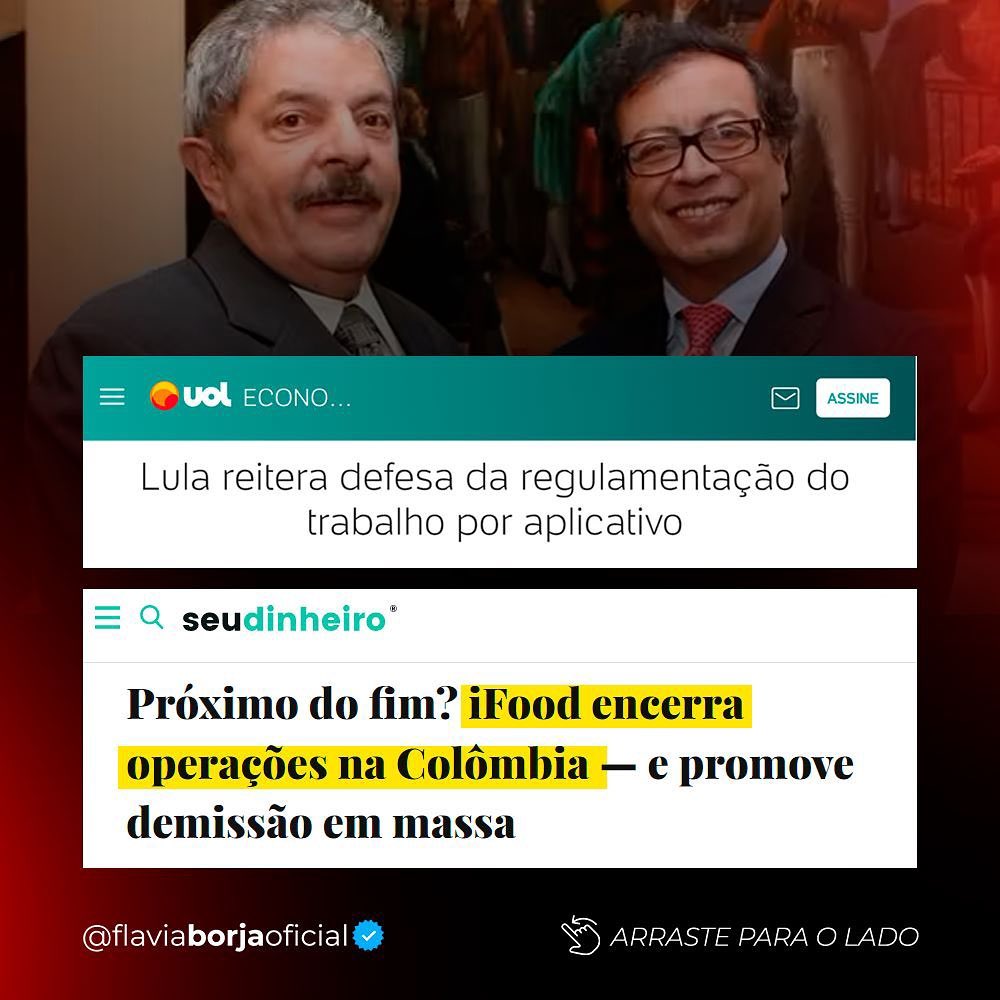 uol ECONO...
ASSINE
Lula reitera defesa da regulamentação do
trabalho por aplicativo
seudinheiro®
Próximo do fim? iFood encerra
operações na Colômbia — e promove
demissão em massa
@flaviaborjaoficial
ARRASTE PARA O LADO